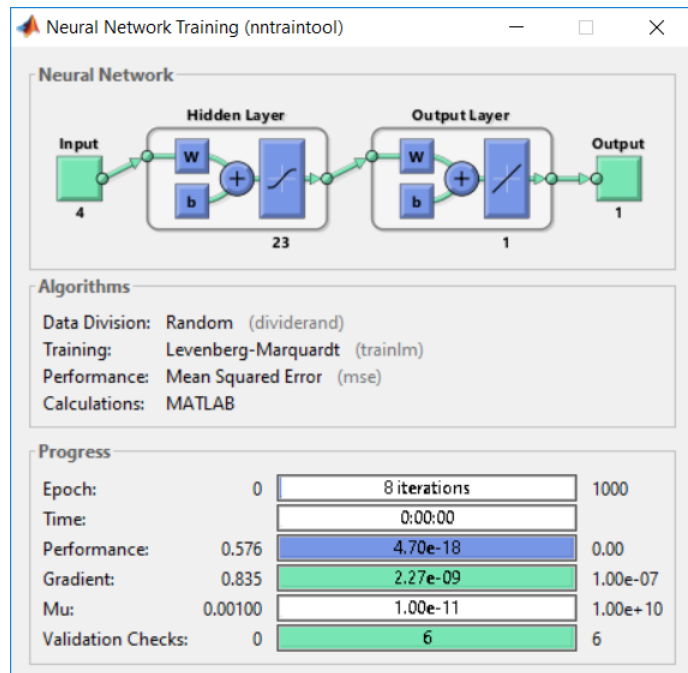 Neural Network Training (nntraintool)
Neural Network
Hidden Layer
Output Layer
Input
W
b
+
W
b
+
Output
4
23
1
1
Algorithms
Data Division: Random (dividerand)
Training: Levenberg-Marquardt (trainlm)
Performance: Mean Squared Error (mse)
Calculations: MATLAB
Progress
Epoch: 0 8 iterations 1000
Time: 0:00:00
Performance: 0.576 4.70e-18 0.00
Gradient: 0.835 2.27e-09 1.00e-07
Mu: 0.00100 1.00e-11 1.00e+10
Validation Checks: 0 6 6